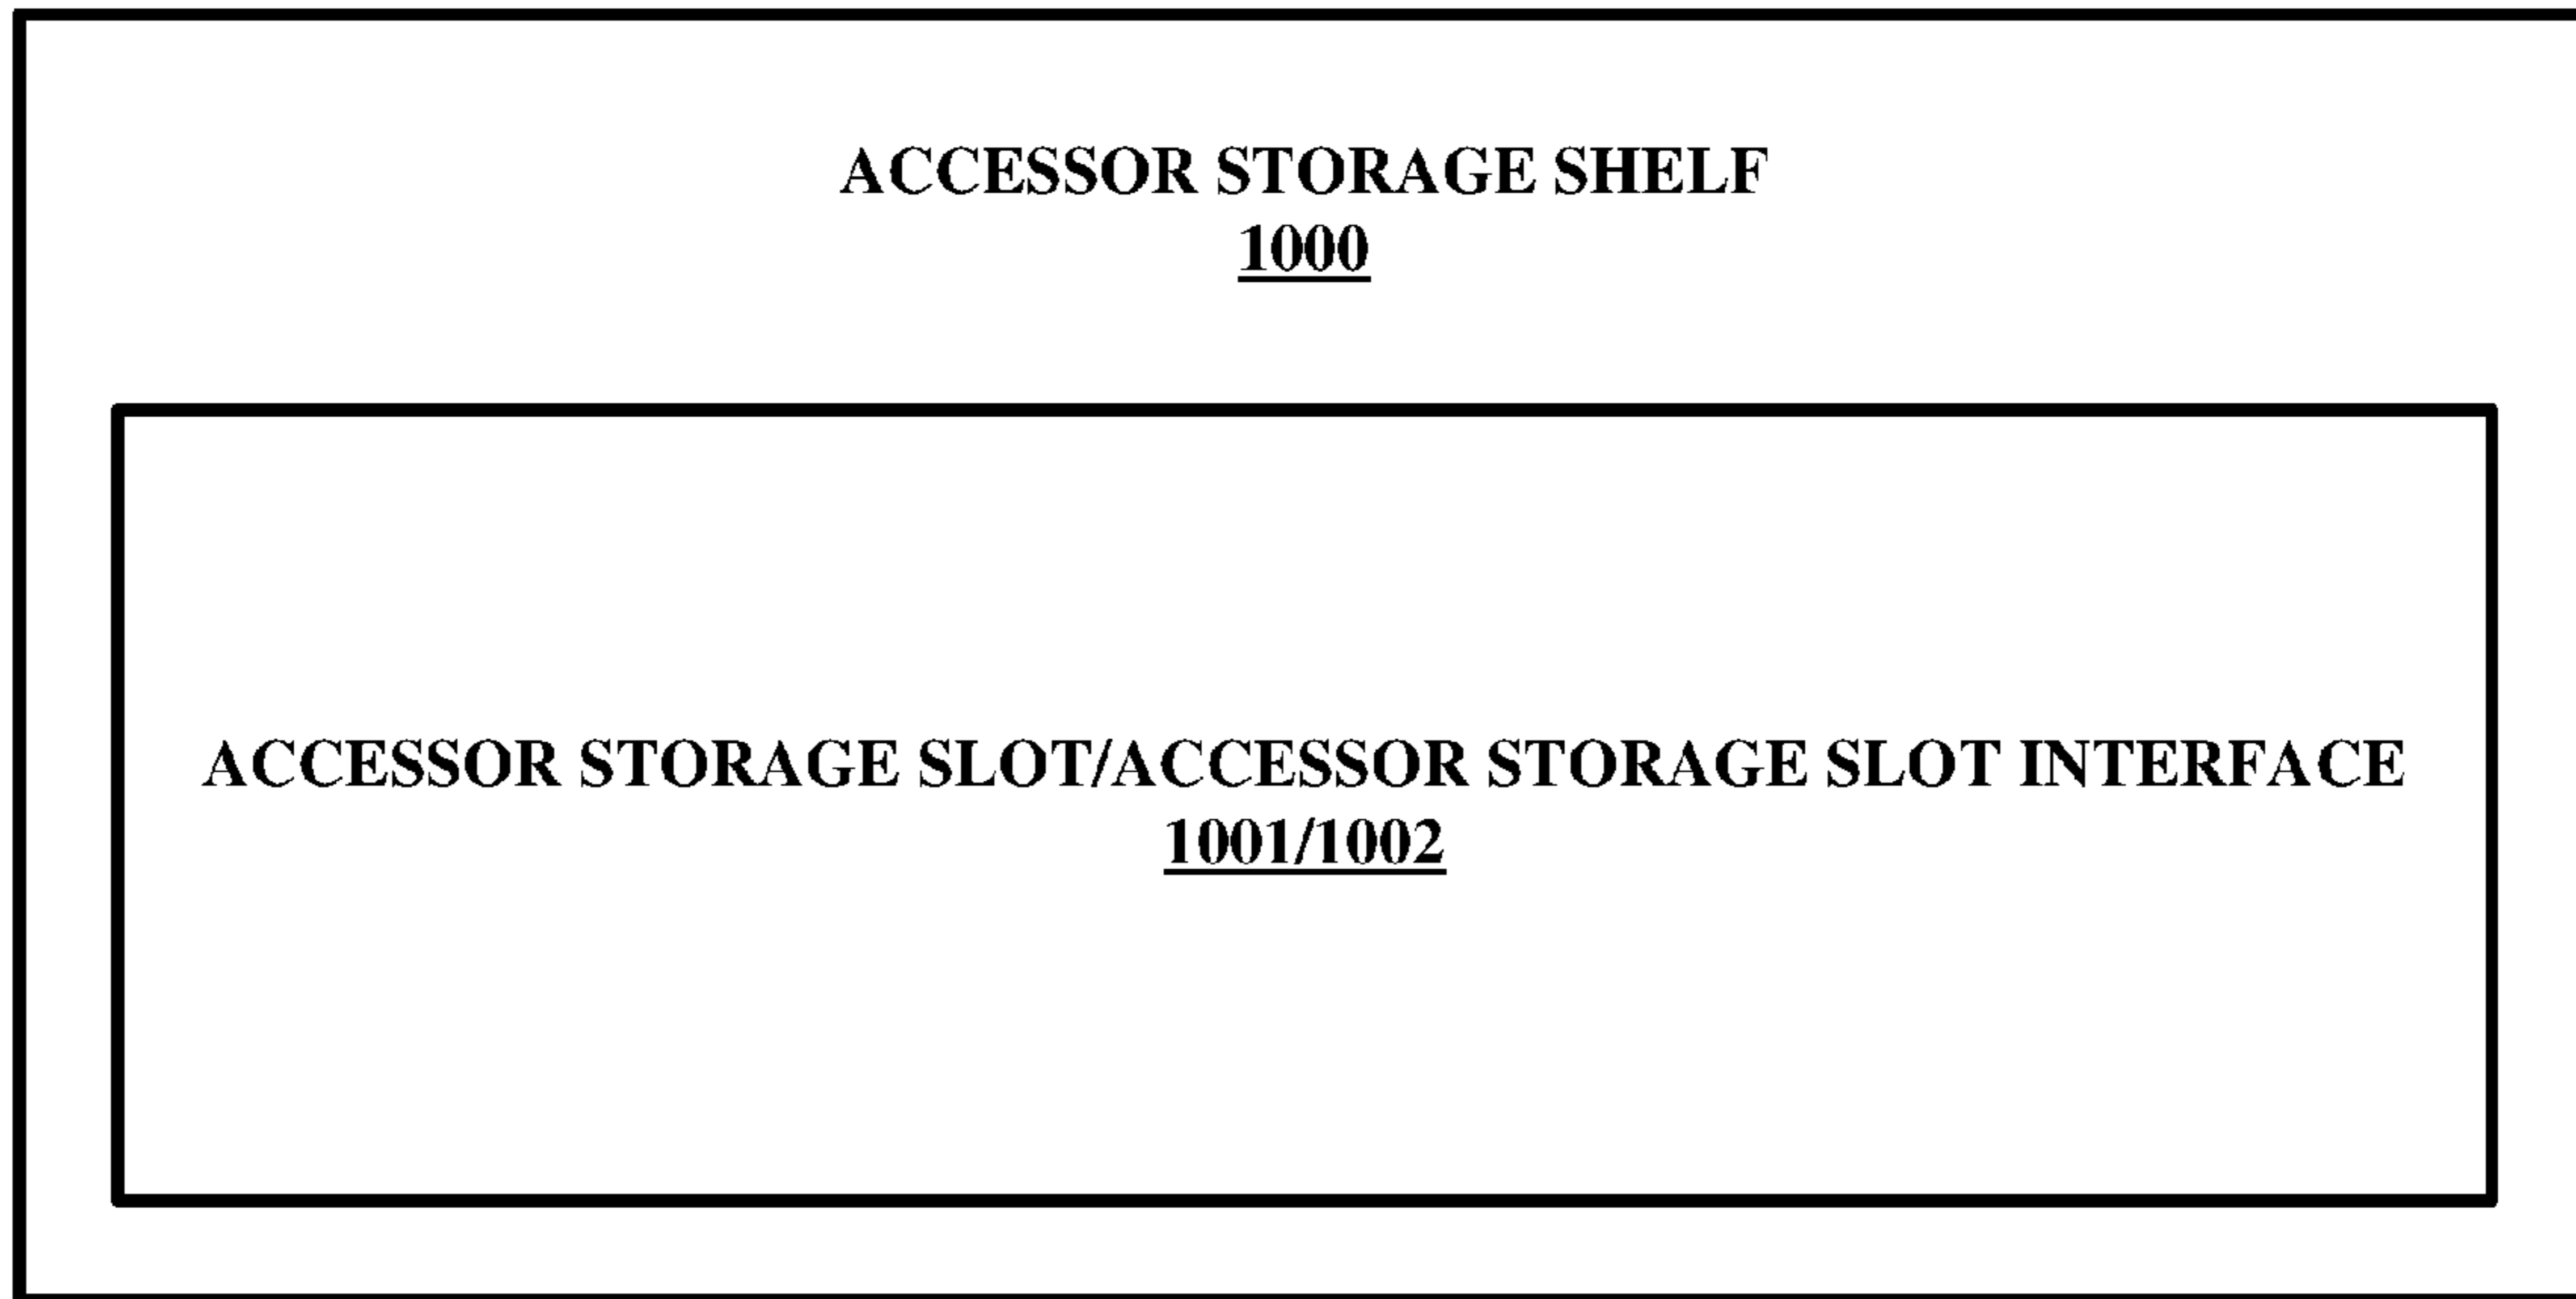 ACCESSOR STORAGE SHELF
1000
ACCESSOR STORAGE SLOT/ACCESSOR STORAGE SLOT INTERFACE
1001/1002